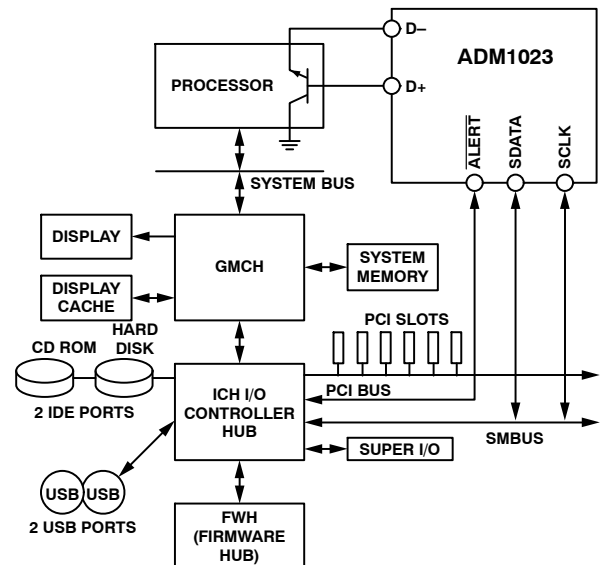 D–
ADM1023
PROCESSOR
D+
ALERT
SDATA
SCLK
SYSTEM BUS
DISPLAY
GMCH
SYSTEM
MEMORY
DISPLAY
CACHE
PCI SLOTS
CD ROM
HARD
DISK
ICH I/O
CONTROLLER
HUB
PCI BUS
2 IDE PORTS
SMBUS
SUPER I/O
USB
USB
2 USB PORTS
FWH
(FIRMWARE
HUB)